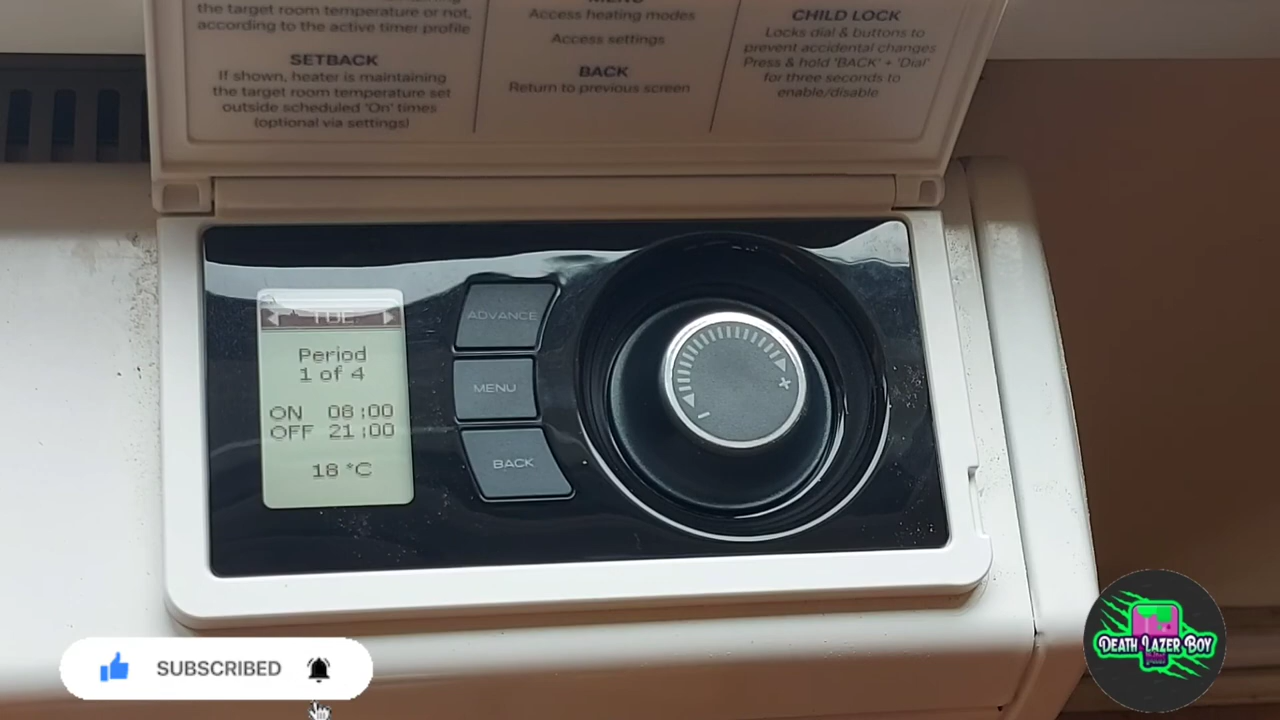 the target room temperature or not,
according to the active timer profile
SETBACK
If shown, heater is maintaining
the target room temperature set
outside scheduled 'On' times
(optional via settings)
MENU
Access heating modes
Access settings
BACK
Return to previous screen
CHILD LOCK
Locks dial & buttons to
prevent accidental changes
Press & hold 'BACK' + 'Dial'
for three seconds to
enable/disable
TUE
Period
1 of 4
ON 08:00
OFF 21:00
18 °C
ADVANCE
MENU
BACK
+
–
SUBSCRIBED
DEATH LAZER BOY